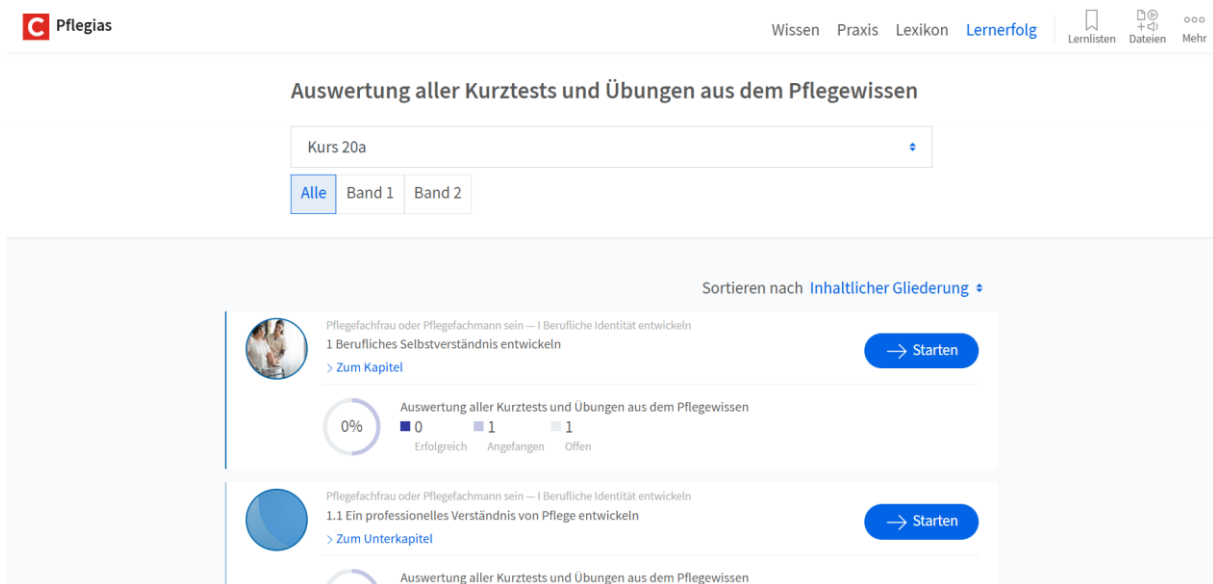 C Pflegias
Wissen Praxis Lexikon Lernerfolg Lernlisten Dateien Mehr
Auswertung aller Kurztests und Übungen aus dem Pflegewissen
Kurs 20a
Alle Band 1 Band 2
Sortieren nach Inhaltlicher Gliederung
Pflegefachfrau oder Pflegefachmann sein — I Berufliche Identität entwickeln
1 Berufliches Selbstverständnis entwickeln
> Zum Kapitel
→ Starten
Auswertung aller Kurztests und Übungen aus dem Pflegewissen
0%
0 1 1
Erfolgreich Angefangen Offen
Pflegefachfrau oder Pflegefachmann sein — I Berufliche Identität entwickeln
1.1 Ein professionelles Verständnis von Pflege entwickeln
> Zum Unterkapitel
→ Starten
Auswertung aller Kurztests und Übungen aus dem Pflegewissen